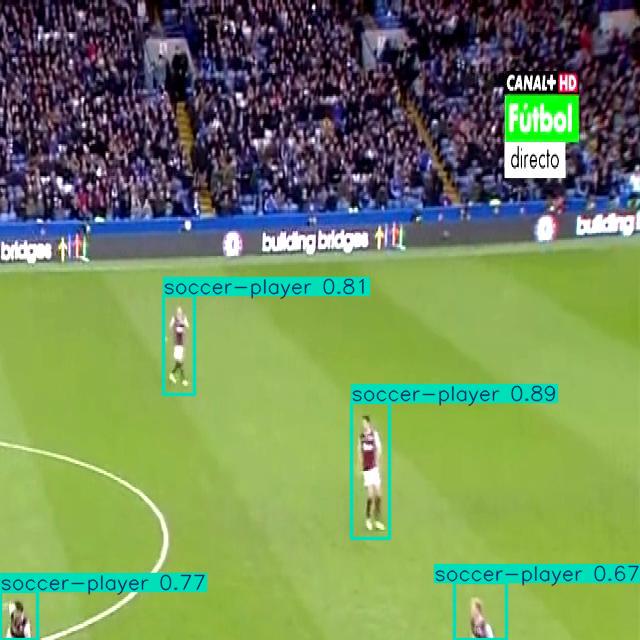 CANAL+ HD
Fútbol
directo
bridges
building bridges
building
soccer-player 0.81
soccer-player 0.89
soccer-player 0.77
soccer-player 0.67